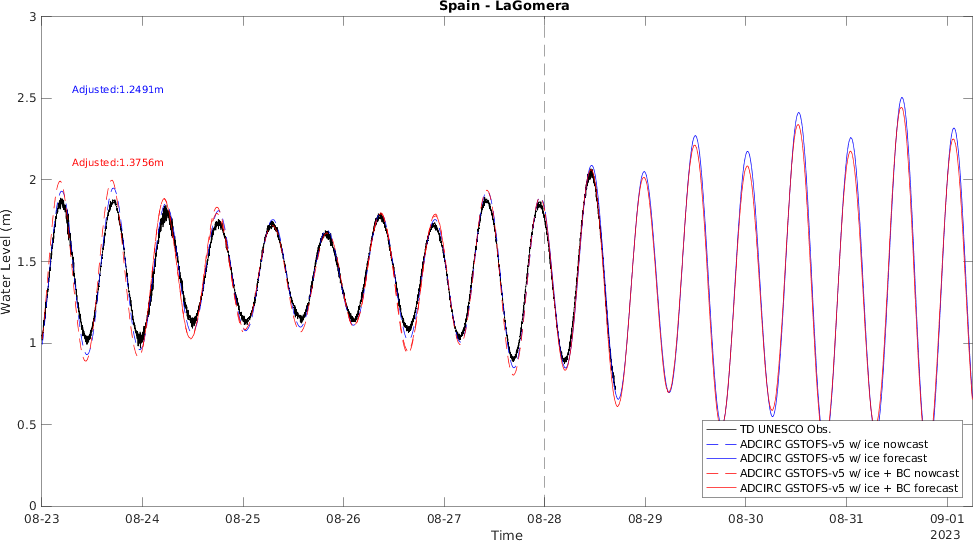 Spain - LaGomera
3
2.5
2
1.5
1
0.5
0
Water Level (m)
Adjusted:1.2491m
Adjusted:1.3756m
TD UNESCO Obs.
ADCIRC GSTOFS-v5 w/ ice nowcast
ADCIRC GSTOFS-v5 w/ ice forecast
ADCIRC GSTOFS-v5 w/ ice + BC nowcast
ADCIRC GSTOFS-v5 w/ ice + BC forecast
08-23 08-24 08-25 08-26 08-27 08-28 08-29 08-30 08-31 09-01
2023
Time